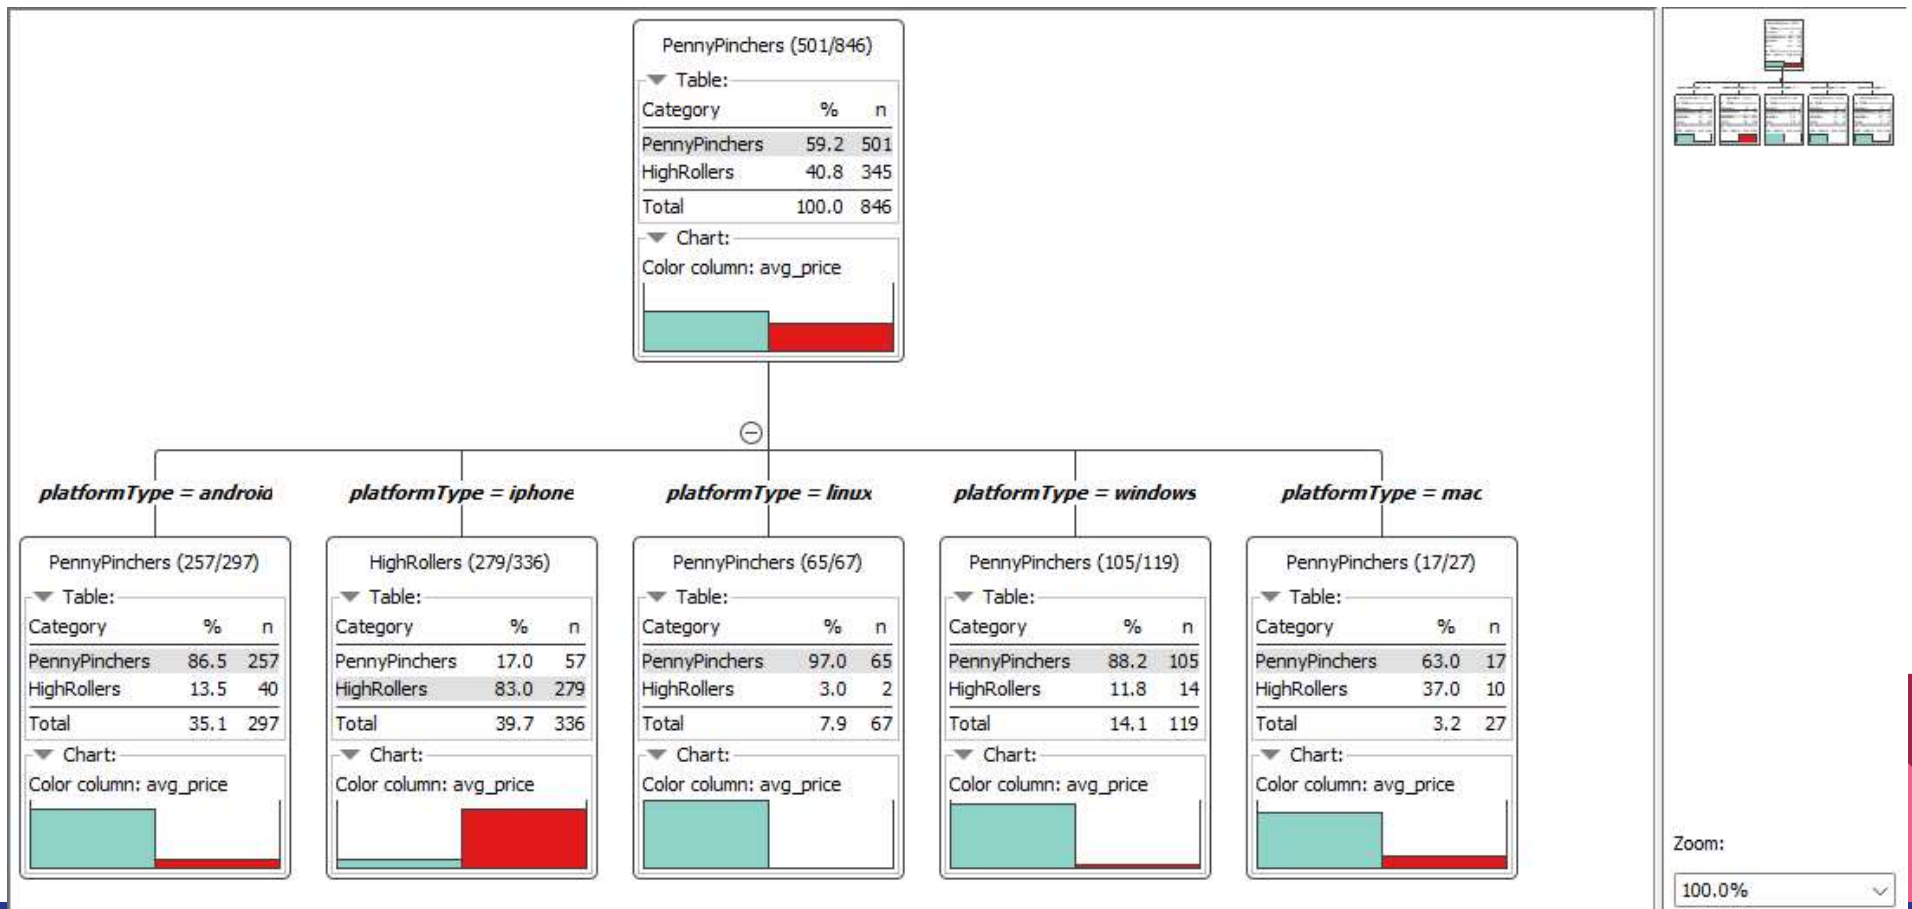 PennyPinchers (501/846)
Table:
Category % n
PennyPinchers 59.2 501
HighRollers 40.8 345
Total 100.0 846
Chart:
Color column: avg_price
platformType = android
PennyPinchers (257/297)
Table:
Category % n
PennyPinchers 86.5 257
HighRollers 13.5 40
Total 35.1 297
Chart:
Color column: avg_price
platformType = iphone
HighRollers (279/336)
Table:
Category % n
PennyPinchers 17.0 57
HighRollers 83.0 279
Total 39.7 336
Chart:
Color column: avg_price
platformType = linux
PennyPinchers (65/67)
Table:
Category % n
PennyPinchers 97.0 65
HighRollers 3.0 2
Total 7.9 67
Chart:
Color column: avg_price
platformType = windows
PennyPinchers (105/119)
Table:
Category % n
PennyPinchers 88.2 105
HighRollers 11.8 14
Total 14.1 119
Chart:
Color column: avg_price
platformType = mac
PennyPinchers (17/27)
Table:
Category % n
PennyPinchers 63.0 17
HighRollers 37.0 10
Total 3.2 27
Chart:
Color column: avg_price
Zoom:
100.0%